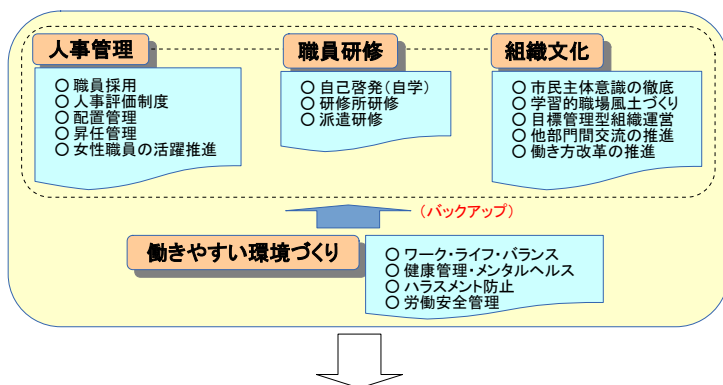 人事管理
○ 職員採用
○ 人事評価制度
○ 配置管理
○ 昇任管理
○ 女性職員の活躍推進
職員研修
○ 自己啓発(自学)
○ 研修所研修
○ 派遣研修
組織文化
○ 市民主体意識の徹底
○ 学習的職場風土づくり
○ 目標管理型組織運営
○ 他部門間交流の推進
○ 働き方改革の推進
(バックアップ)
働きやすい環境づくり
○ ワーク・ライフ・バランス
○ 健康管理・メンタルヘルス
○ ハラスメント防止
○ 労働安全管理